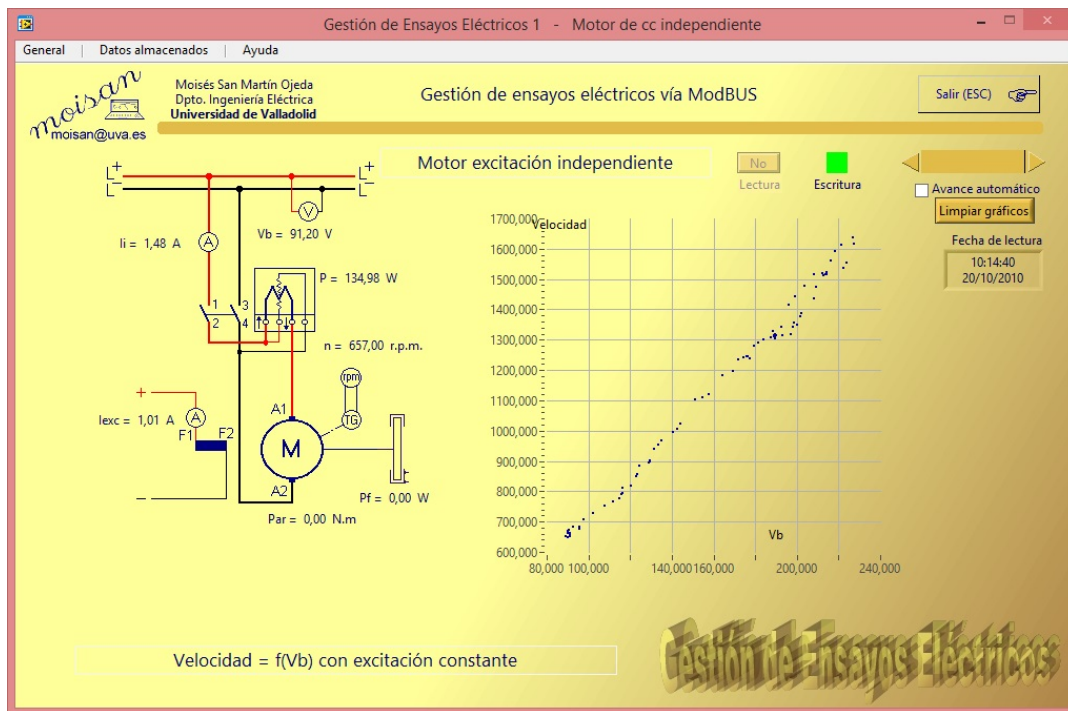 Gestión de Ensayos Eléctricos 1 - Motor de cc independiente
General | Datos almacenados | Ayuda
moisan
moisan@uva.es
Moisés San Martín Ojeda
Dpto. Ingeniería Eléctrica
Universidad de Valladolid
Gestión de ensayos eléctricos vía ModBUS
Salir (ESC)
Motor excitación independiente
No
Lectura
Escritura
Avance automático
Limpiar gráficos
Fecha de lectura
10:14:40
20/10/2010
L+
L-
L+
L-
V
Ii = 1,48 A
A
Vb = 91,20 V
P = 134,98 W
1
3
2
4
n = 657,00 r.p.m.
rpm
TG
+
Iexc = 1,01 A
A
F1
F2
A1
M
A2
Pf = 0,00 W
Par = 0,00 N.m
Velocidad
1700,000
1600,000
1500,000
1400,000
1300,000
1200,000
1100,000
1000,000
900,000
800,000
700,000
600,000
Vb
80,000 100,000 140,000 160,000 200,000 240,000
Velocidad = f(Vb) con excitación constante
Gestión de Ensayos Eléctricos